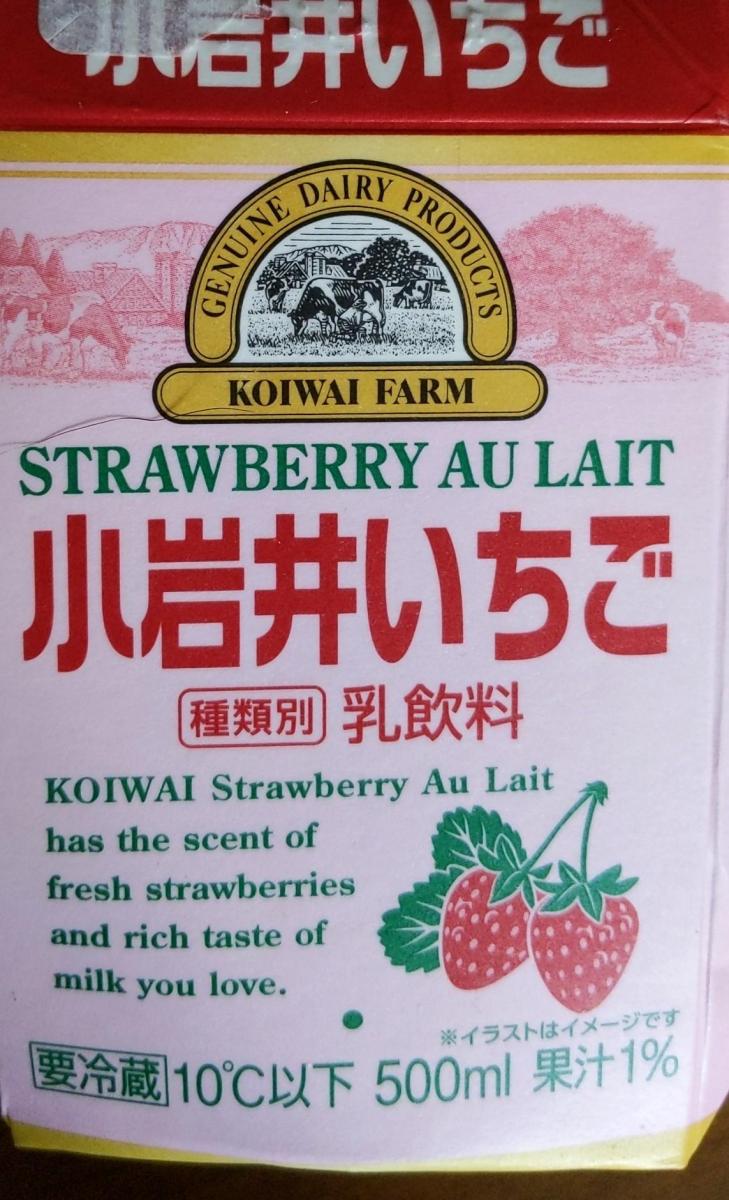 小岩井いちご
GENUINE DAIRY PRODUCTS
KOIWAI FARM
STRAWBERRY AU LAIT
小岩井いちご
種類別 乳飲料
KOIWAI Strawberry Au Lait
has the scent of
fresh strawberries
and rich taste of
milk you love.
※イラストはイメージです
要冷蔵 10℃以下 500ml 果汁1%